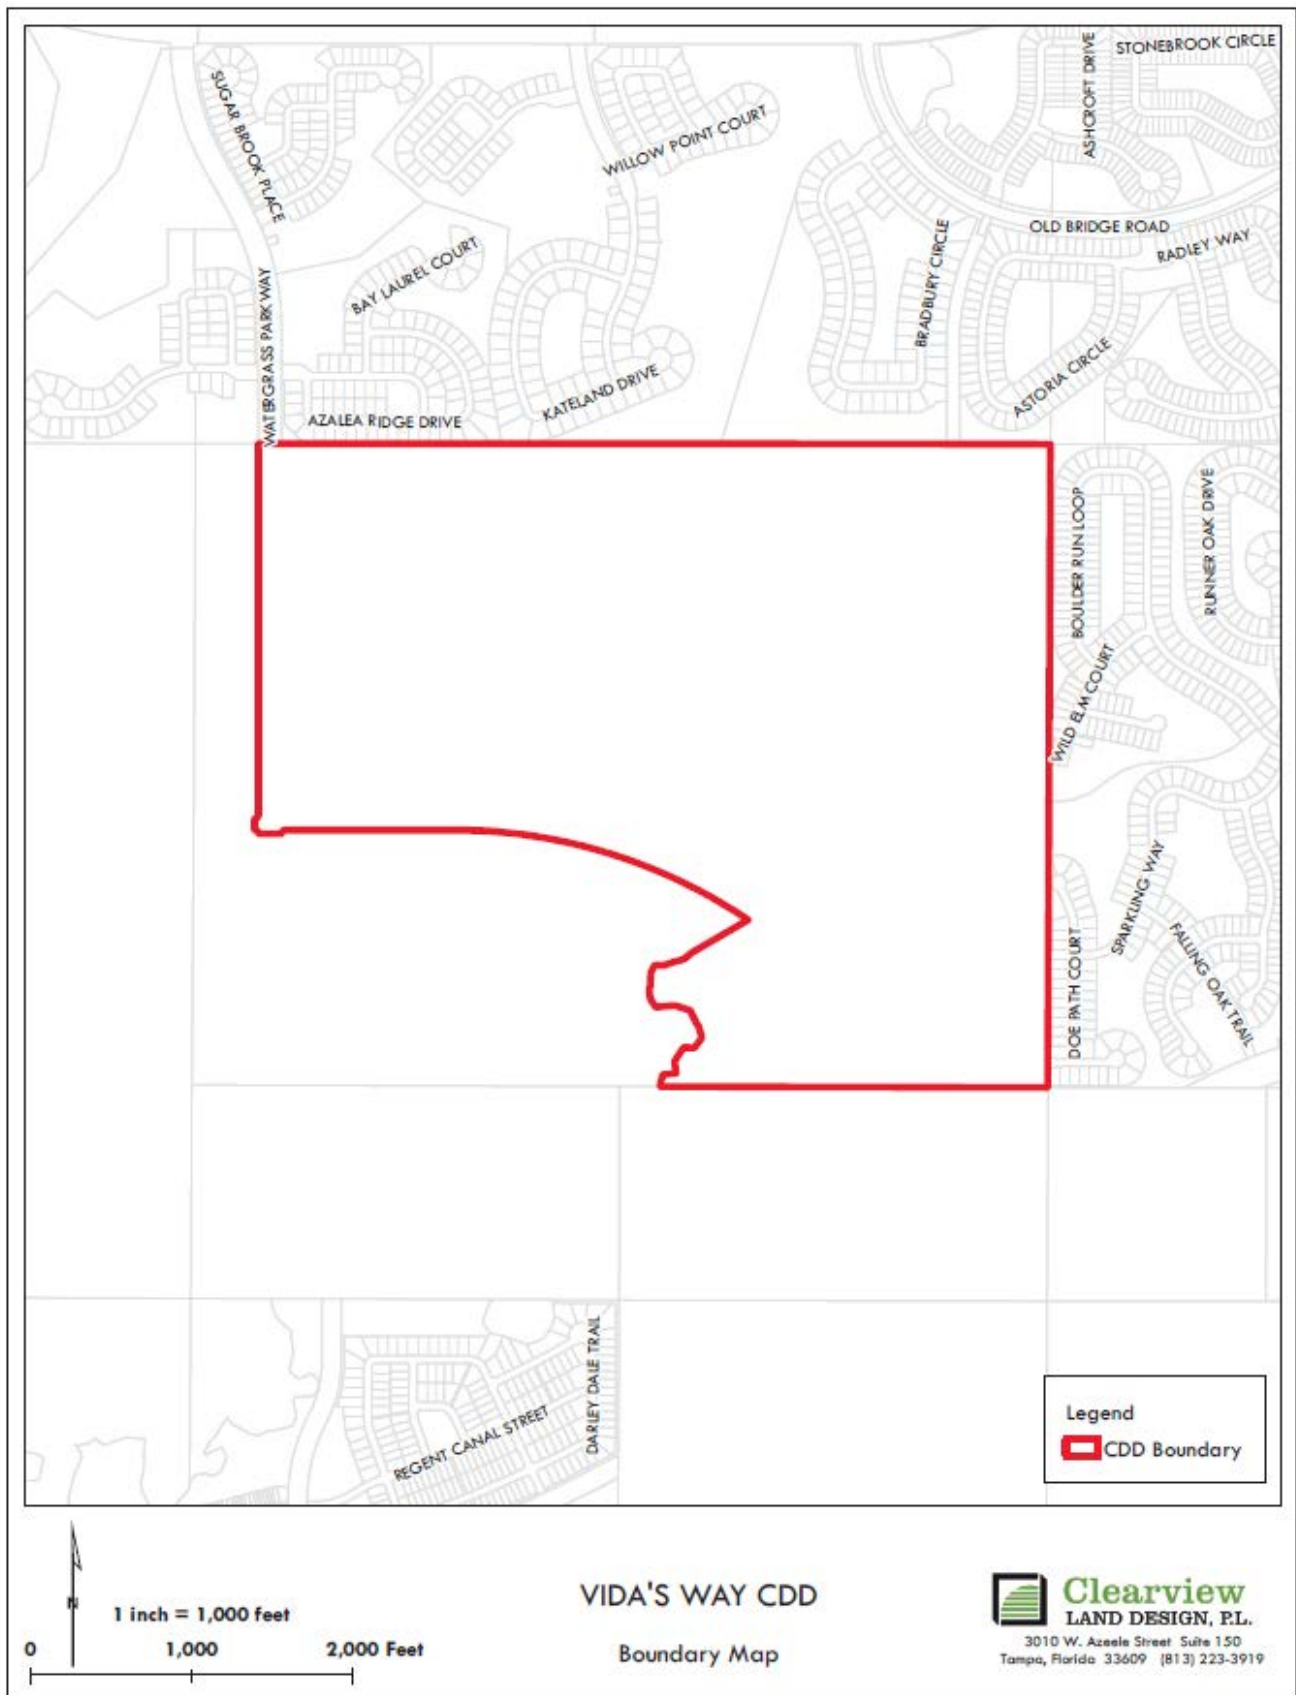 STONEBROOK CIRCLE
ASHCROFT DRIVE
SUGAR BROOK PLACE
WILLOW POINT COURT
OLD BRIDGE ROAD
RADLEY WAY
BAY LAUREL COURT
BRADBURY CIRCLE
WATERGRASS PARKWAY
ASTORIA CIRCLE
KATELAND DRIVE
AZALEA RIDGE DRIVE
BOULDER RUN LOOP
RUNNER OAK DRIVE
WILD ELM COURT
SPARKLING WAY
FALLING OAK TRAIL
DOE PATH COURT
DARLEY DALE TRAIL
REGENT CANAL STREET
Legend
CDD Boundary
N
1 inch = 1,000 feet
0 1,000 2,000 Feet
VIDA'S WAY CDD
Boundary Map
Clearview
LAND DESIGN, P.L.
3010 W. Azeele Street Suite 150
Tampa, Florida 33609 (813) 223-3919